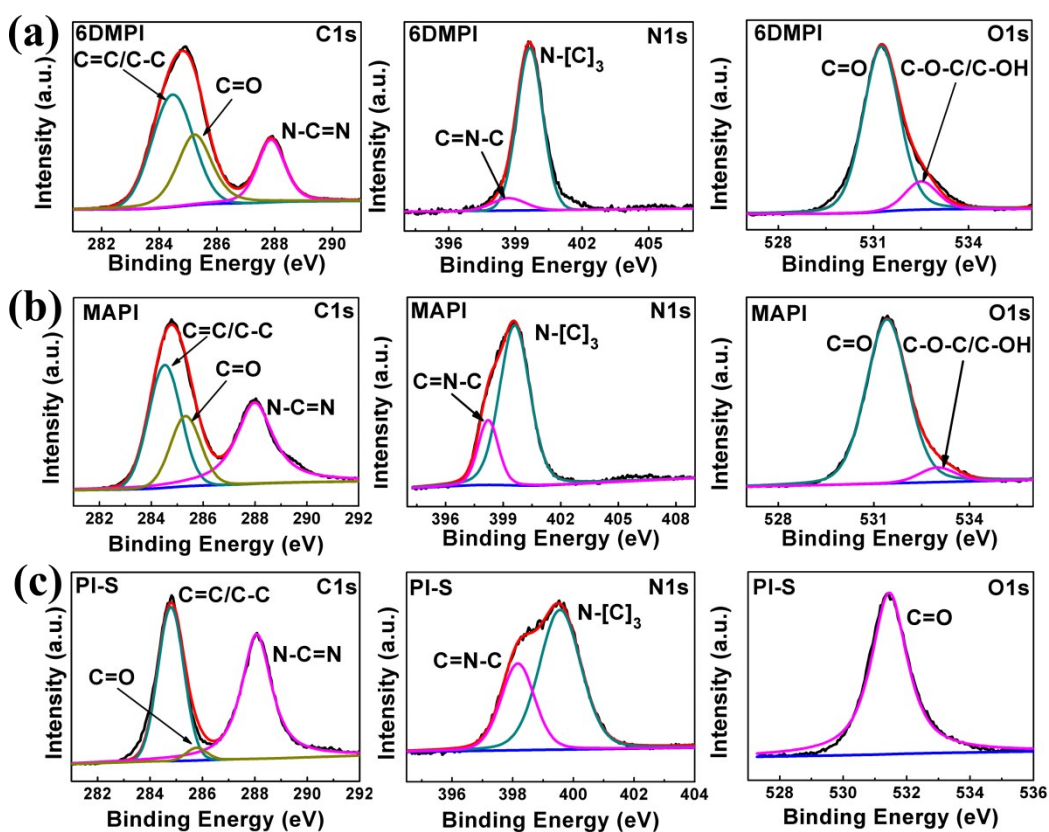 (a)
6DMPI C1s
C=C/C-C
C=O
N-C=N
Intensity (a.u.)
282 284 286 288 290
Binding Energy (eV)
6DMPI N1s
N-[C]3
C=N-C
Intensity (a.u.)
396 399 402 405
Binding Energy (eV)
6DMPI O1s
C=O
C-O-C/C-OH
Intensity (a.u.)
528 531 534
Binding Energy (eV)
(b)
MAPI C1s
C=C/C-C
C=O
N-C=N
Intensity (a.u.)
282 284 286 288 290 292
Binding Energy (eV)
MAPI N1s
N-[C]3
C=N-C
Intensity (a.u.)
396 399 402 405 408
Binding Energy (eV)
MAPI O1s
C=O
C-O-C/C-OH
Intensity (a.u.)
528 531 534
Binding Energy (eV)
(c)
PI-S C1s
C=C/C-C
N-C=N
C=O
Intensity (a.u.)
282 284 286 288 290 292
Binding Energy (eV)
PI-S N1s
N-[C]3
C=N-C
Intensity (a.u.)
396 398 400 402 404
Binding Energy (eV)
PI-S O1s
C=O
Intensity (a.u.)
528 530 532 534 536
Binding Energy (eV)